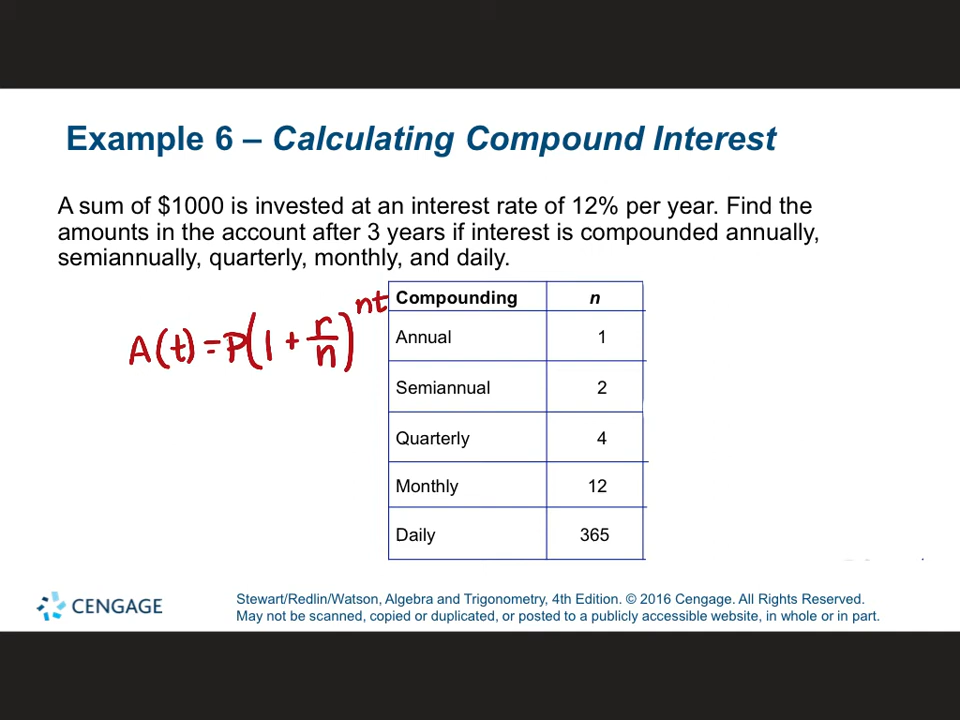 Example 6 – Calculating Compound Interest
A sum of $1000 is invested at an interest rate of 12% per year. Find the
amounts in the account after 3 years if interest is compounded annually,
semiannually, quarterly, monthly, and daily.
A(t) = P(1 + r/n)^nt
Compounding n
Annual 1
Semiannual 2
Quarterly 4
Monthly 12
Daily 365
CENGAGE
Stewart/Redlin/Watson, Algebra and Trigonometry, 4th Edition. © 2016 Cengage. All Rights Reserved.
May not be scanned, copied or duplicated, or posted to a publicly accessible website, in whole or in part.